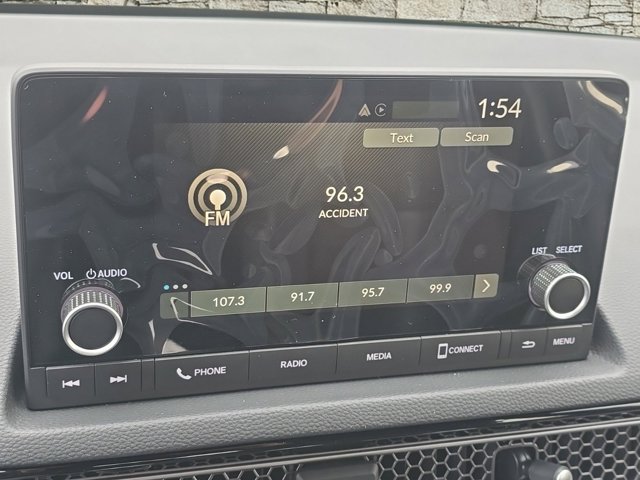 1:54
Text Scan
96.3
ACCIDENT
FM
VOL AUDIO
LIST SELECT
107.3 91.7 95.7 99.9
PHONE RADIO MEDIA CONNECT MENU